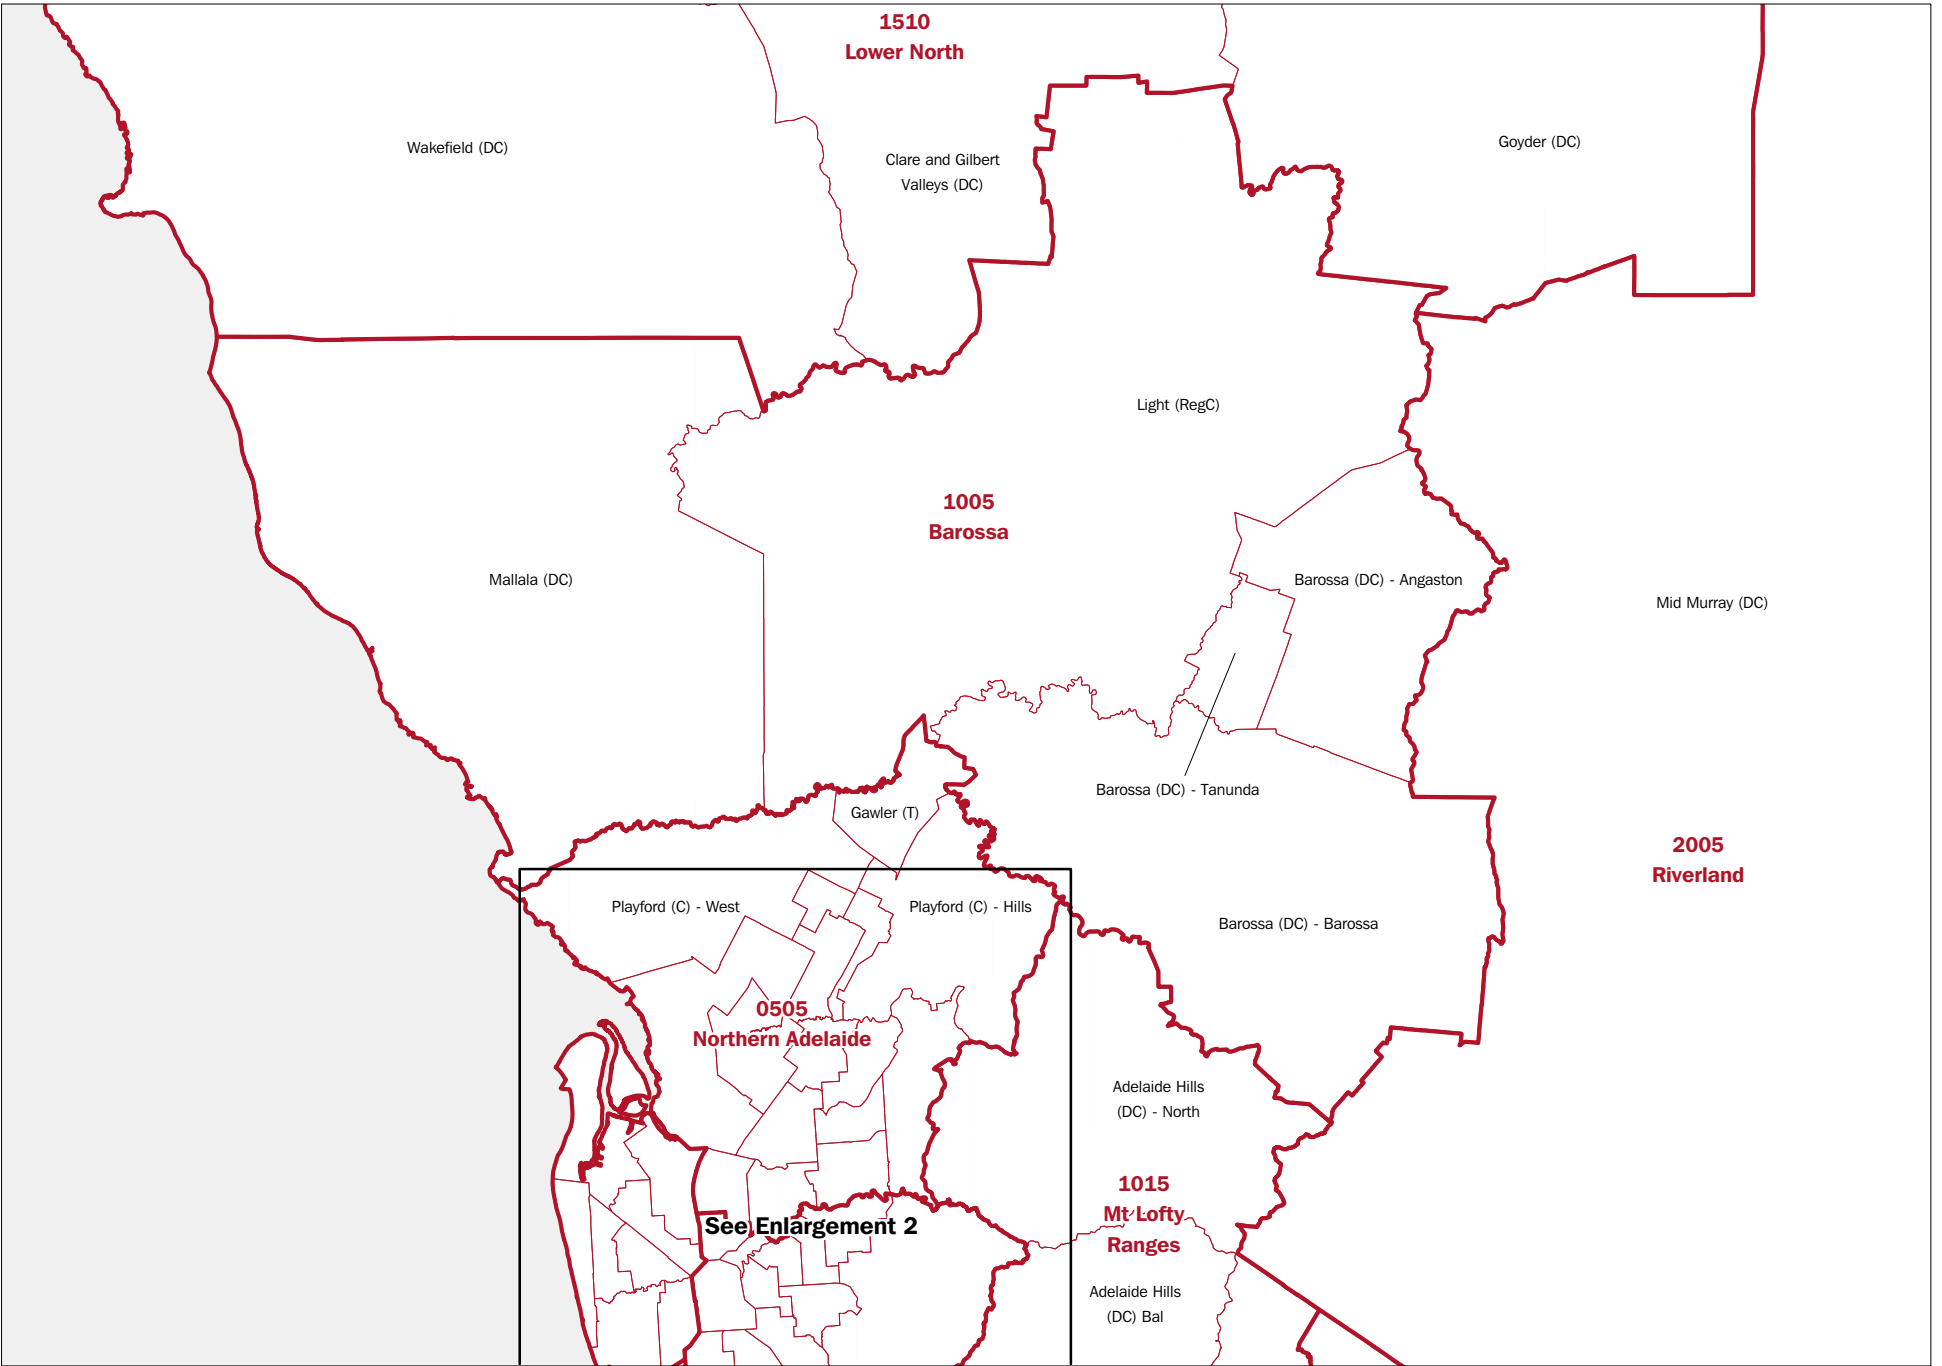 1510
Lower North
Wakefield (DC)
Clare and Gilbert
Valleys (DC)
Goyder (DC)
Light (RegC)
1005
Barossa
Mallala (DC)
Barossa (DC) - Angaston
Mid Murray (DC)
Barossa (DC) - Tanunda
Gawler (T)
2005
Riverland
Playford (C) - West
Playford (C) - Hills
Barossa (DC) - Barossa
0505
Northern Adelaide
Adelaide Hills
(DC) - North
1015
Mt Lofty
Ranges
See Enlargement 2
Adelaide Hills
(DC) Bal